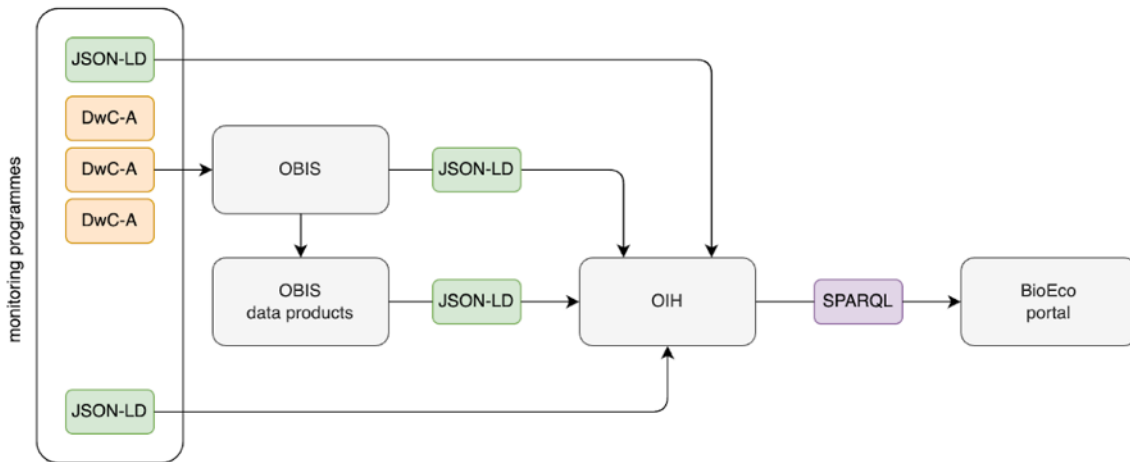 monitoring programmes
JSON-LD
DwC-A
DwC-A
DwC-A
JSON-LD
OBIS
JSON-LD
OBIS
data products
JSON-LD
OIH
SPARQL
BioEco
portal